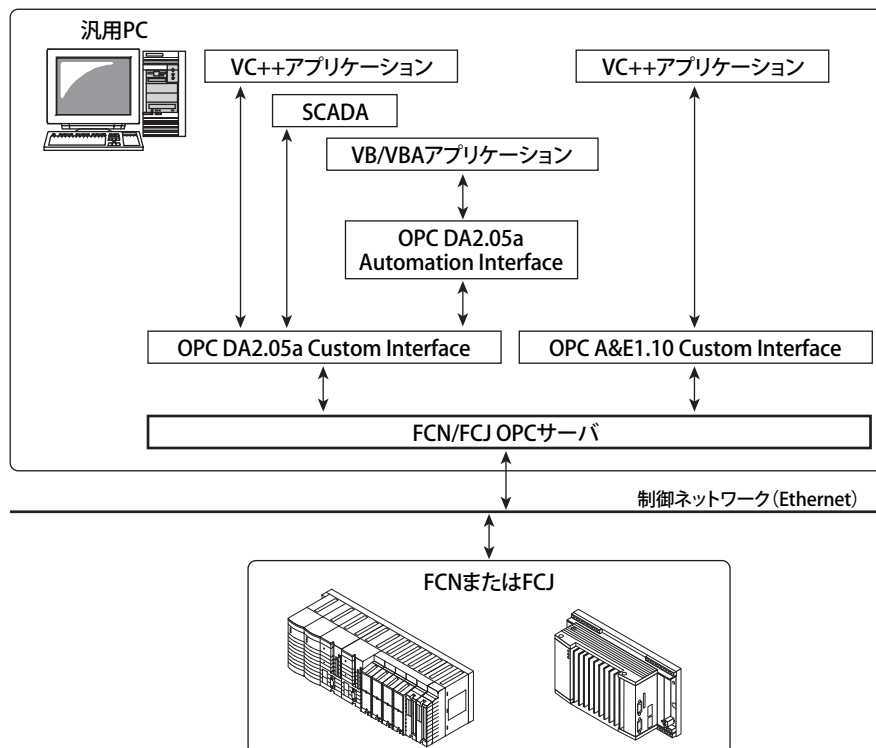 汎用PC
VC++アプリケーション
VC++アプリケーション
SCADA
VB/VBAアプリケーション
OPC DA2.05a
Automation Interface
OPC DA2.05a Custom Interface
OPC A&E1.10 Custom Interface
FCN/FCJ OPCサーバ
制御ネットワーク(Ethernet)
FCNまたはFCJ